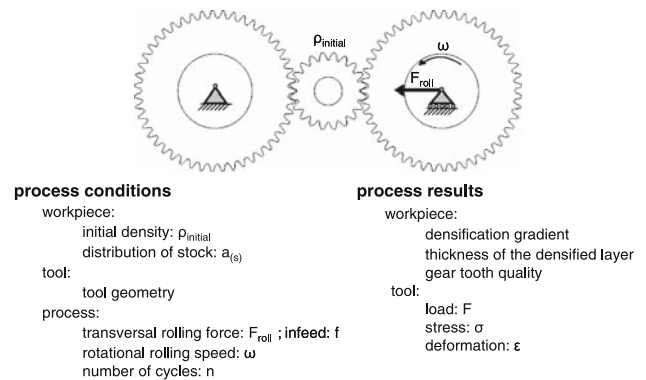 ρinitial
ω
Froll
process conditions
workpiece:
initial density: ρinitial
distribution of stock: a(s)
tool:
tool geometry
process:
transversal rolling force: Froll ; infeed: f
rotational rolling speed: ω
number of cycles: n
process results
workpiece:
densification gradient
thickness of the densified layer
gear tooth quality
tool:
load: F
stress: σ
deformation: ε